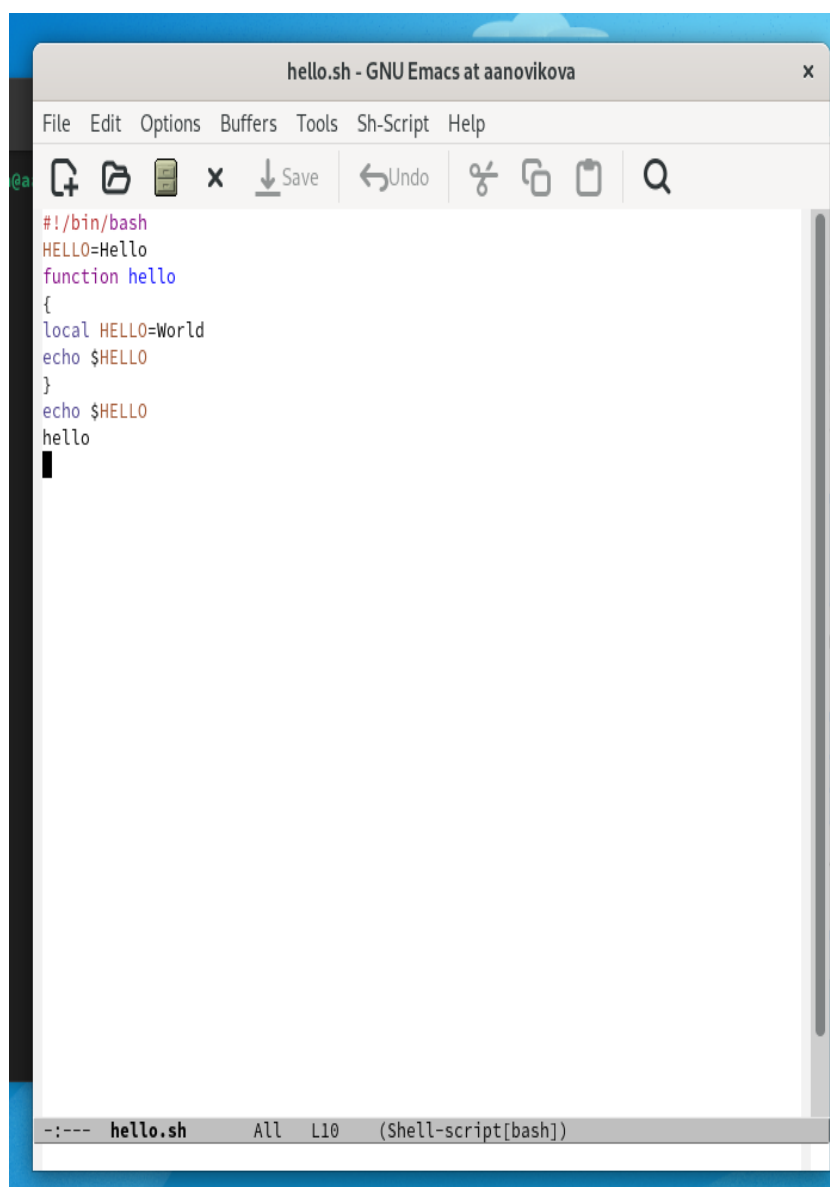 hello.sh - GNU Emacs at aanovikova x
File Edit Options Buffers Tools Sh-Script Help
Save Undo
@a
#!/bin/bash
HELLO=Hello
function hello
{
local HELLO=World
echo $HELLO
}
echo $HELLO
hello
-:--- hello.sh All L10 (Shell-script[bash])